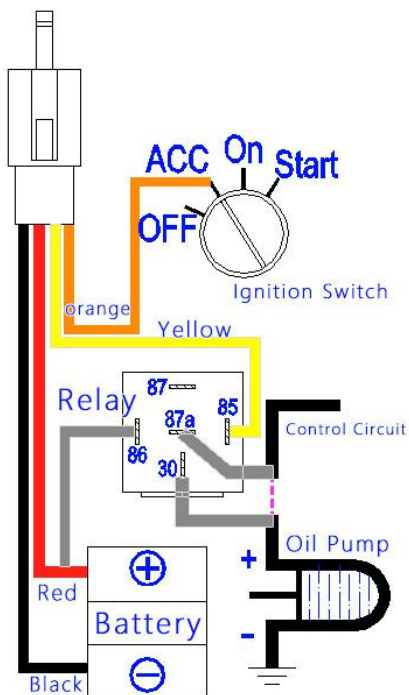 ACC
On
Start
OFF
Ignition Switch
orange
Yellow
Relay
87
87a
85
86
30
Control Circuit
Oil Pump
+
-
Red
+
Battery
-
Black